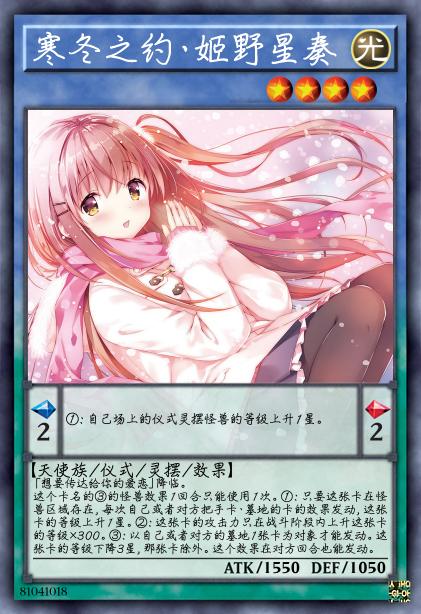 寒冬之约·姬野星奏
光
①：自己场上的仪式灵摆怪兽的等级上升1星。
2
2
【天使族/仪式/灵摆/效果】
「想要传达给你的爱恋」降临。
这个卡名的③的怪兽效果1回合只能使用1次。①：只要这张卡在怪
兽区域存在，每次自己或者对方把手卡·墓地的卡的效果发动，这张
卡的等级上升1星。②：这张卡的攻击力只在战斗阶段内上升这张卡
的等级×300。③：以自己或者对方的墓地1张卡为对象才能发动。这
张卡的等级下降3星，那张卡除外。这个效果在对方回合也能发动。
ATK/1550 DEF/1050
81041018